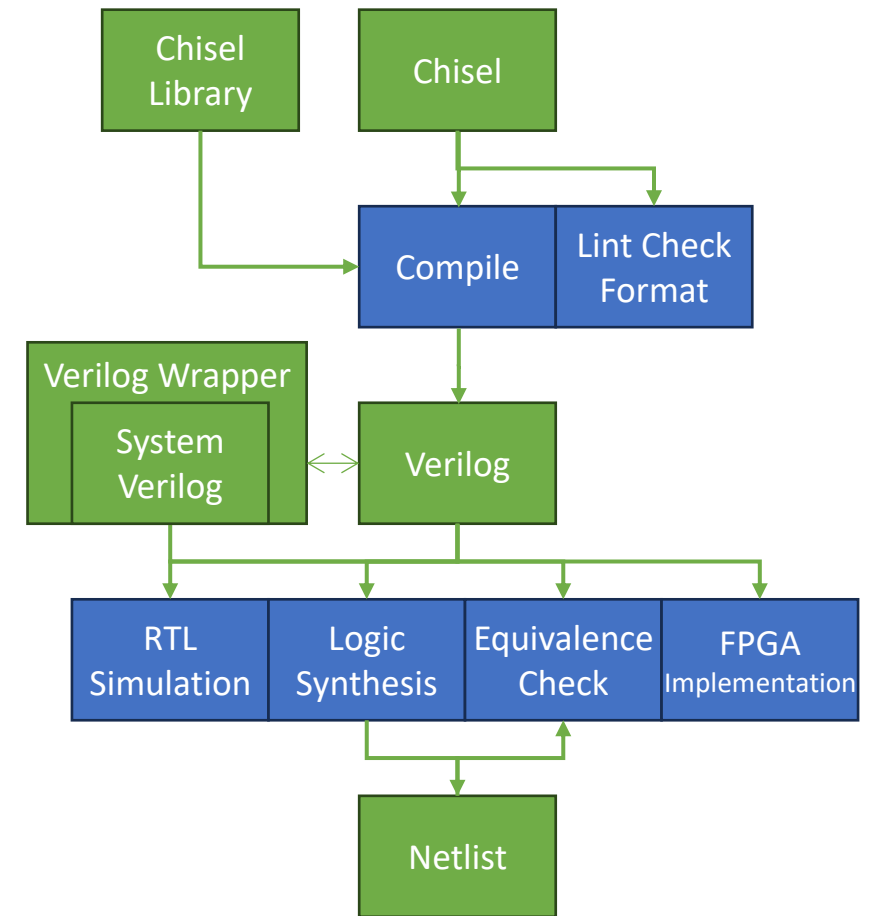 Chisel
Library
Chisel
Compile
Lint Check
Format
Verilog Wrapper
System
Verilog
Verilog
RTL
Simulation
Logic
Synthesis
Equivalence
Check
FPGA
Implementation
Netlist